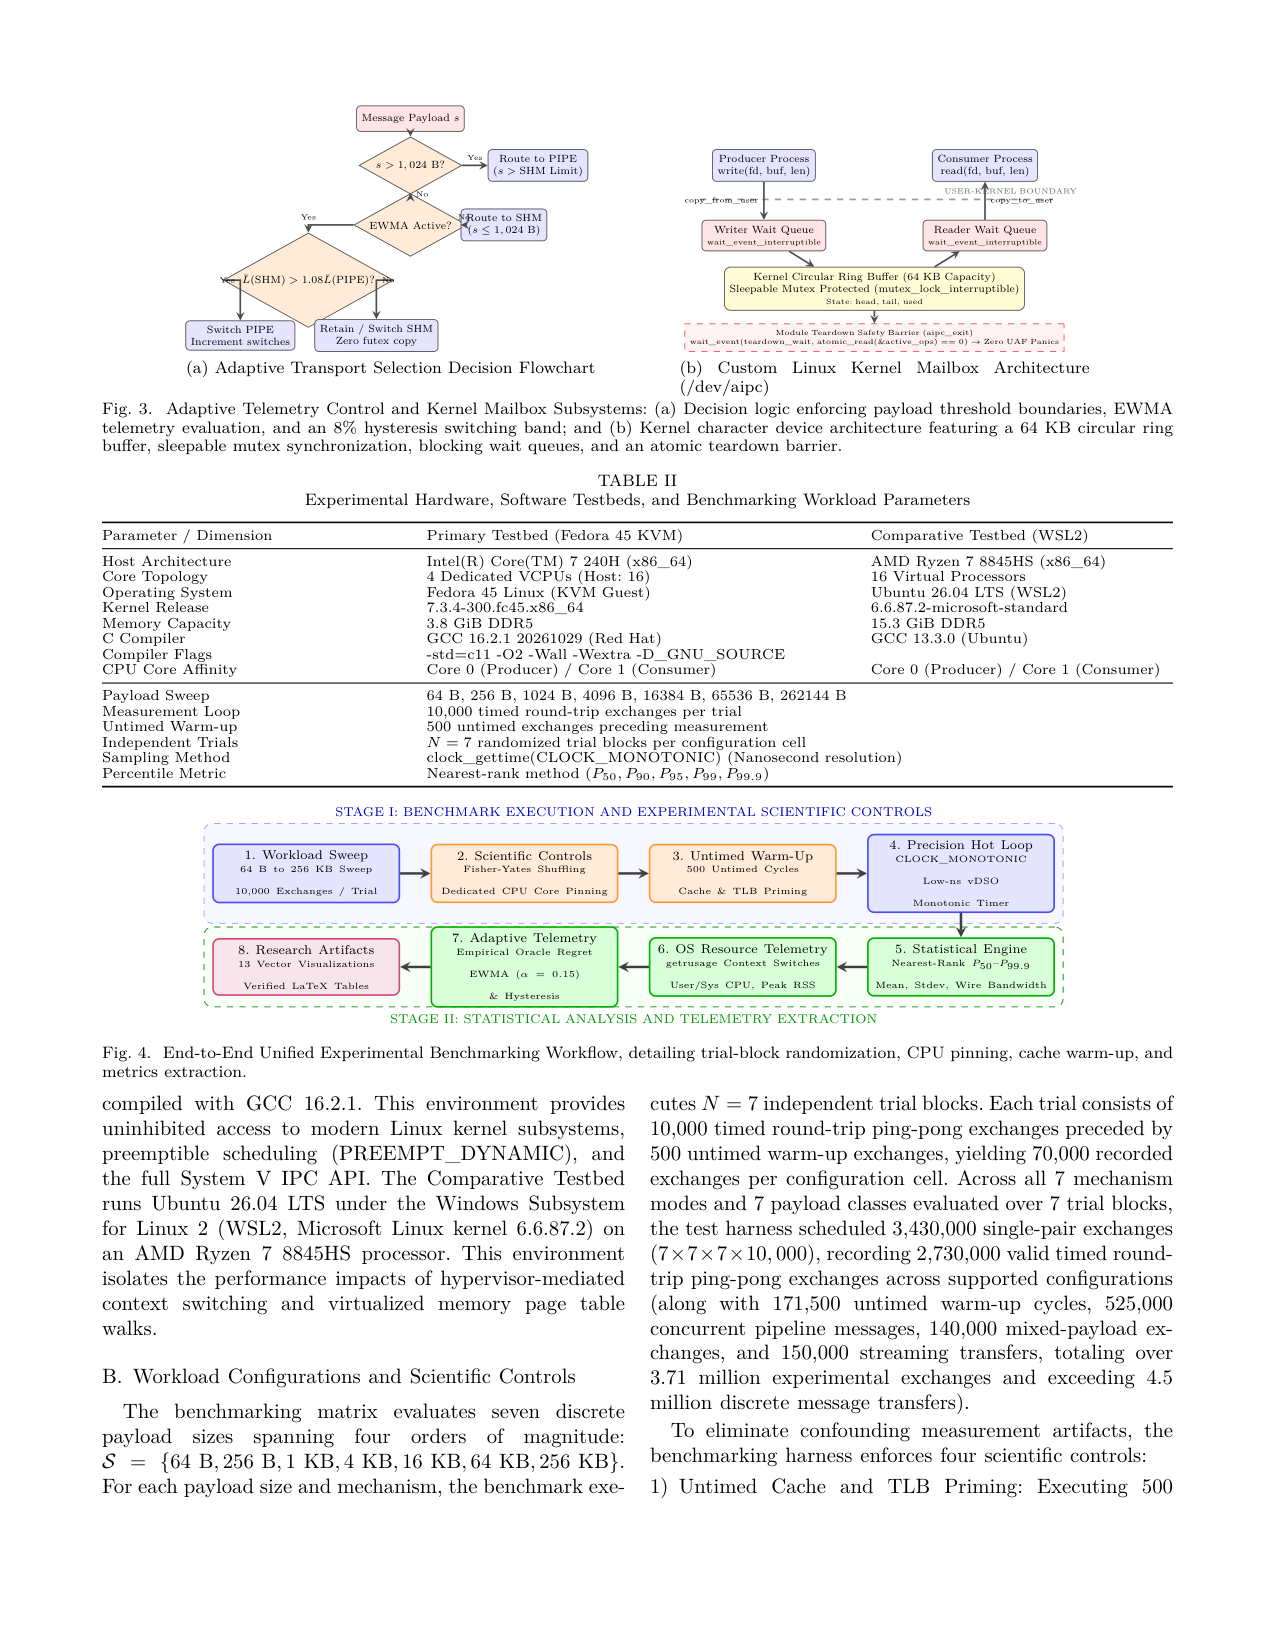 Message Payload s
s > 1,024 B?
Yes
Route to PIPE
(s > SHM Limit)
No
EWMA Active?
No
Route to SHM
(s ≤ 1,024 B)
Yes
L̄(SHM) > 1.08L̄(PIPE)?
Yes
No
Switch PIPE
Increment switches
Retain / Switch SHM
Zero futex copy
(a) Adaptive Transport Selection Decision Flowchart
Producer Process
write(fd, buf, len)
Consumer Process
read(fd, buf, len)
USER-KERNEL BOUNDARY
copy_from_user
copy_to_user
Writer Wait Queue
wait_event_interruptible
Reader Wait Queue
wait_event_interruptible
Kernel Circular Ring Buffer (64 KB Capacity)
Sleepable Mutex Protected (mutex_lock_interruptible)
State: head, tail, used
Module Teardown Safety Barrier (aipc_exit)
wait_event(teardown_wait, atomic_read(&active_ops) == 0) → Zero UAF Panics
(b) Custom Linux Kernel Mailbox Architecture
(/dev/aipc)
Fig. 3. Adaptive Telemetry Control and Kernel Mailbox Subsystems: (a) Decision logic enforcing payload threshold boundaries, EWMA
telemetry evaluation, and an 8% hysteresis switching band; and (b) Kernel character device architecture featuring a 64 KB circular ring
buffer, sleepable mutex synchronization, blocking wait queues, and an atomic teardown barrier.
TABLE II
Experimental Hardware, Software Testbeds, and Benchmarking Workload Parameters
Parameter / Dimension Primary Testbed (Fedora 45 KVM) Comparative Testbed (WSL2)
Host Architecture Intel(R) Core(TM) 7 240H (x86_64) AMD Ryzen 7 8845HS (x86_64)
Core Topology 4 Dedicated VCPUs (Host: 16) 16 Virtual Processors
Operating System Fedora 45 Linux (KVM Guest) Ubuntu 26.04 LTS (WSL2)
Kernel Release 7.3.4-300.fc45.x86_64 6.6.87.2-microsoft-standard
Memory Capacity 3.8 GiB DDR5 15.3 GiB DDR5
C Compiler GCC 16.2.1 20261029 (Red Hat) GCC 13.3.0 (Ubuntu)
Compiler Flags -std=c11 -O2 -Wall -Wextra -D_GNU_SOURCE
CPU Core Affinity Core 0 (Producer) / Core 1 (Consumer) Core 0 (Producer) / Core 1 (Consumer)
Payload Sweep 64 B, 256 B, 1024 B, 4096 B, 16384 B, 65536 B, 262144 B
Measurement Loop 10,000 timed round-trip exchanges per trial
Untimed Warm-up 500 untimed exchanges preceding measurement
Independent Trials N = 7 randomized trial blocks per configuration cell
Sampling Method clock_gettime(CLOCK_MONOTONIC) (Nanosecond resolution)
Percentile Metric Nearest-rank method (P50, P90, P95, P99, P99.9)
STAGE I: BENCHMARK EXECUTION AND EXPERIMENTAL SCIENTIFIC CONTROLS
1. Workload Sweep
64 B to 256 KB Sweep
10,000 Exchanges / Trial
2. Scientific Controls
Fisher-Yates Shuffling
Dedicated CPU Core Pinning
3. Untimed Warm-Up
500 Untimed Cycles
Cache & TLB Priming
4. Precision Hot Loop
CLOCK_MONOTONIC
Low-ns vDSO
Monotonic Timer
8. Research Artifacts
13 Vector Visualizations
Verified LaTeX Tables
7. Adaptive Telemetry
Empirical Oracle Regret
EWMA (α = 0.15)
& Hysteresis
6. OS Resource Telemetry
getrusage Context Switches
User/Sys CPU, Peak RSS
5. Statistical Engine
Nearest-Rank P50–P99.9
Mean, Stdev, Wire Bandwidth
STAGE II: STATISTICAL ANALYSIS AND TELEMETRY EXTRACTION
Fig. 4. End-to-End Unified Experimental Benchmarking Workflow, detailing trial-block randomization, CPU pinning, cache warm-up, and
metrics extraction.
compiled with GCC 16.2.1. This environment provides
uninhibited access to modern Linux kernel subsystems,
preemptible scheduling (PREEMPT_DYNAMIC), and
the full System V IPC API. The Comparative Testbed
runs Ubuntu 26.04 LTS under the Windows Subsystem
for Linux 2 (WSL2, Microsoft Linux kernel 6.6.87.2) on
an AMD Ryzen 7 8845HS processor. This environment
isolates the performance impacts of hypervisor-mediated
context switching and virtualized memory page table
walks.
B. Workload Configurations and Scientific Controls
The benchmarking matrix evaluates seven discrete
payload sizes spanning four orders of magnitude:
𝒮 = {64 B, 256 B, 1 KB, 4 KB, 16 KB, 64 KB, 256 KB}.
For each payload size and mechanism, the benchmark exe-
cutes N = 7 independent trial blocks. Each trial consists of
10,000 timed round-trip ping-pong exchanges preceded by
500 untimed warm-up exchanges, yielding 70,000 recorded
exchanges per configuration cell. Across all 7 mechanism
modes and 7 payload classes evaluated over 7 trial blocks,
the test harness scheduled 3,430,000 single-pair exchanges
(7×7×7×10,000), recording 2,730,000 valid timed round-
trip ping-pong exchanges across supported configurations
(along with 171,500 untimed warm-up cycles, 525,000
concurrent pipeline messages, 140,000 mixed-payload ex-
changes, and 150,000 streaming transfers, totaling over
3.71 million experimental exchanges and exceeding 4.5
million discrete message transfers).
To eliminate confounding measurement artifacts, the
benchmarking harness enforces four scientific controls:
1) Untimed Cache and TLB Priming: Executing 500